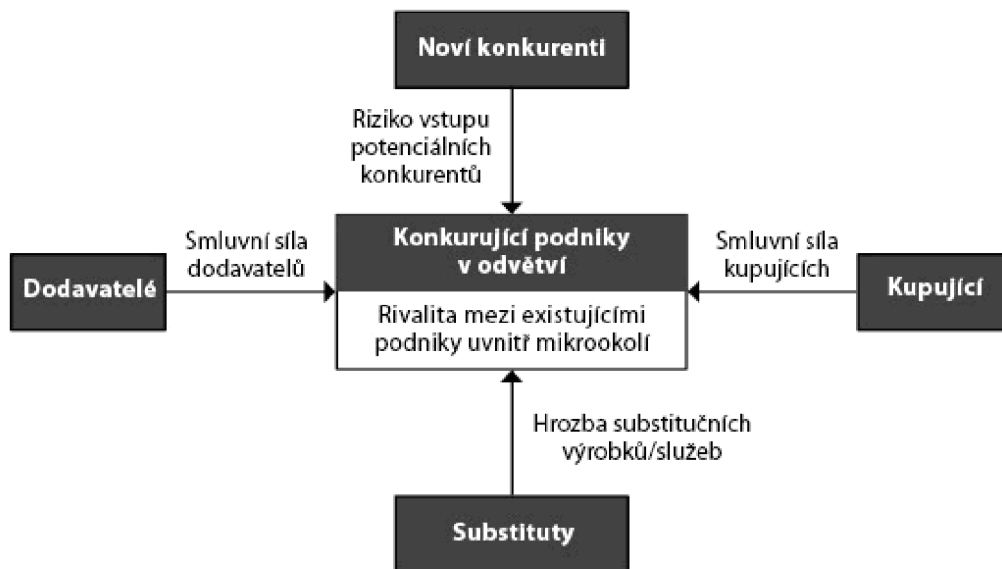 Noví konkurenti
Riziko vstupu
potenciálních
konkurentů
Konkurující podniky
v odvětví
Smluvní síla
dodavatelů
Smluvní síla
kupujících
Dodavatelé
Kupující
Rivalita mezi existujícími
podniky uvnitř mikrookolí
Hrozba substitučních
výrobků/služeb
Substituty